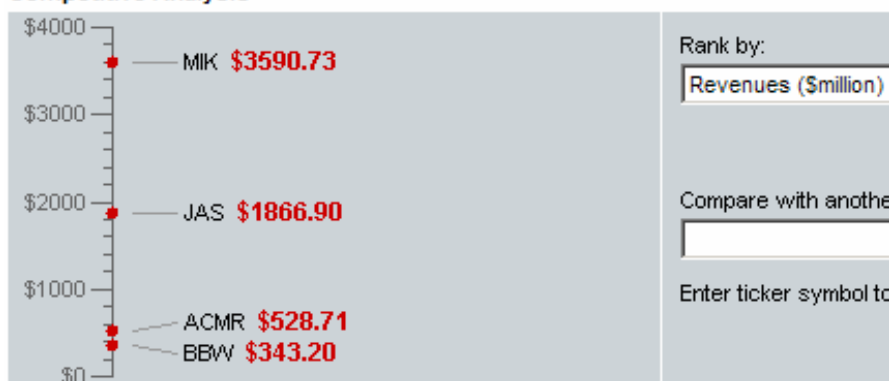 $4000
MIK $3590.73
$3000
$2000
JAS $1866.90
$1000
ACMR $528.71
BBW $343.20
$0
Rank by:
Revenues ($million)
Compare with anothe
Enter ticker symbol to